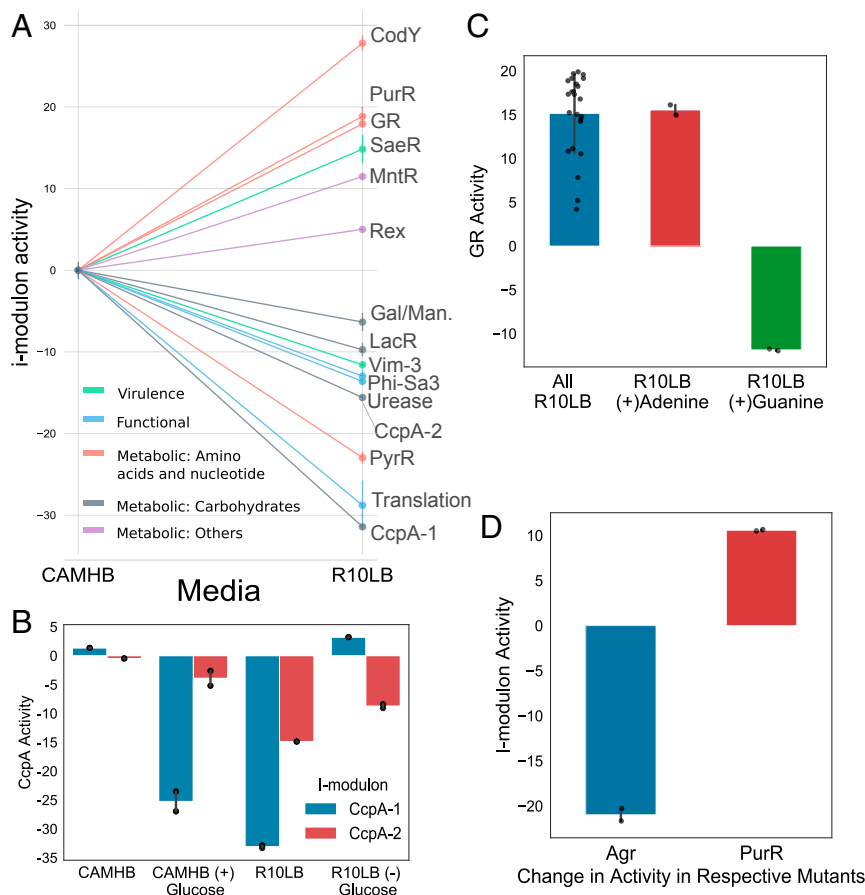 A
i-modulon activity
30
20
10
0
−10
−20
−30
CodY
PurR
GR
SaeR
MntR
Rex
Gal/Man.
LacR
Vim-3
Phi-Sa3
Urease
CcpA-2
PyrR
Translation
CcpA-1
Virulence
Functional
Metabolic: Amino
acids and nucleotide
Metabolic: Carbohydrates
Metabolic: Others
CAMHB
R10LB
Media
B
CcpA Activity
5
0
-5
-10
-15
-20
-25
-30
-35
I-modulon
CcpA-1
CcpA-2
CAMHB
CAMHB (+)
Glucose
R10LB
R10LB (-)
Glucose
C
GR Activity
20
15
10
5
0
−5
−10
All
R10LB
R10LB
(+)Adenine
R10LB
(+)Guanine
D
I-modulon Activity
10
5
0
−5
−10
−15
−20
Agr
PurR
Change in Activity in Respective Mutants